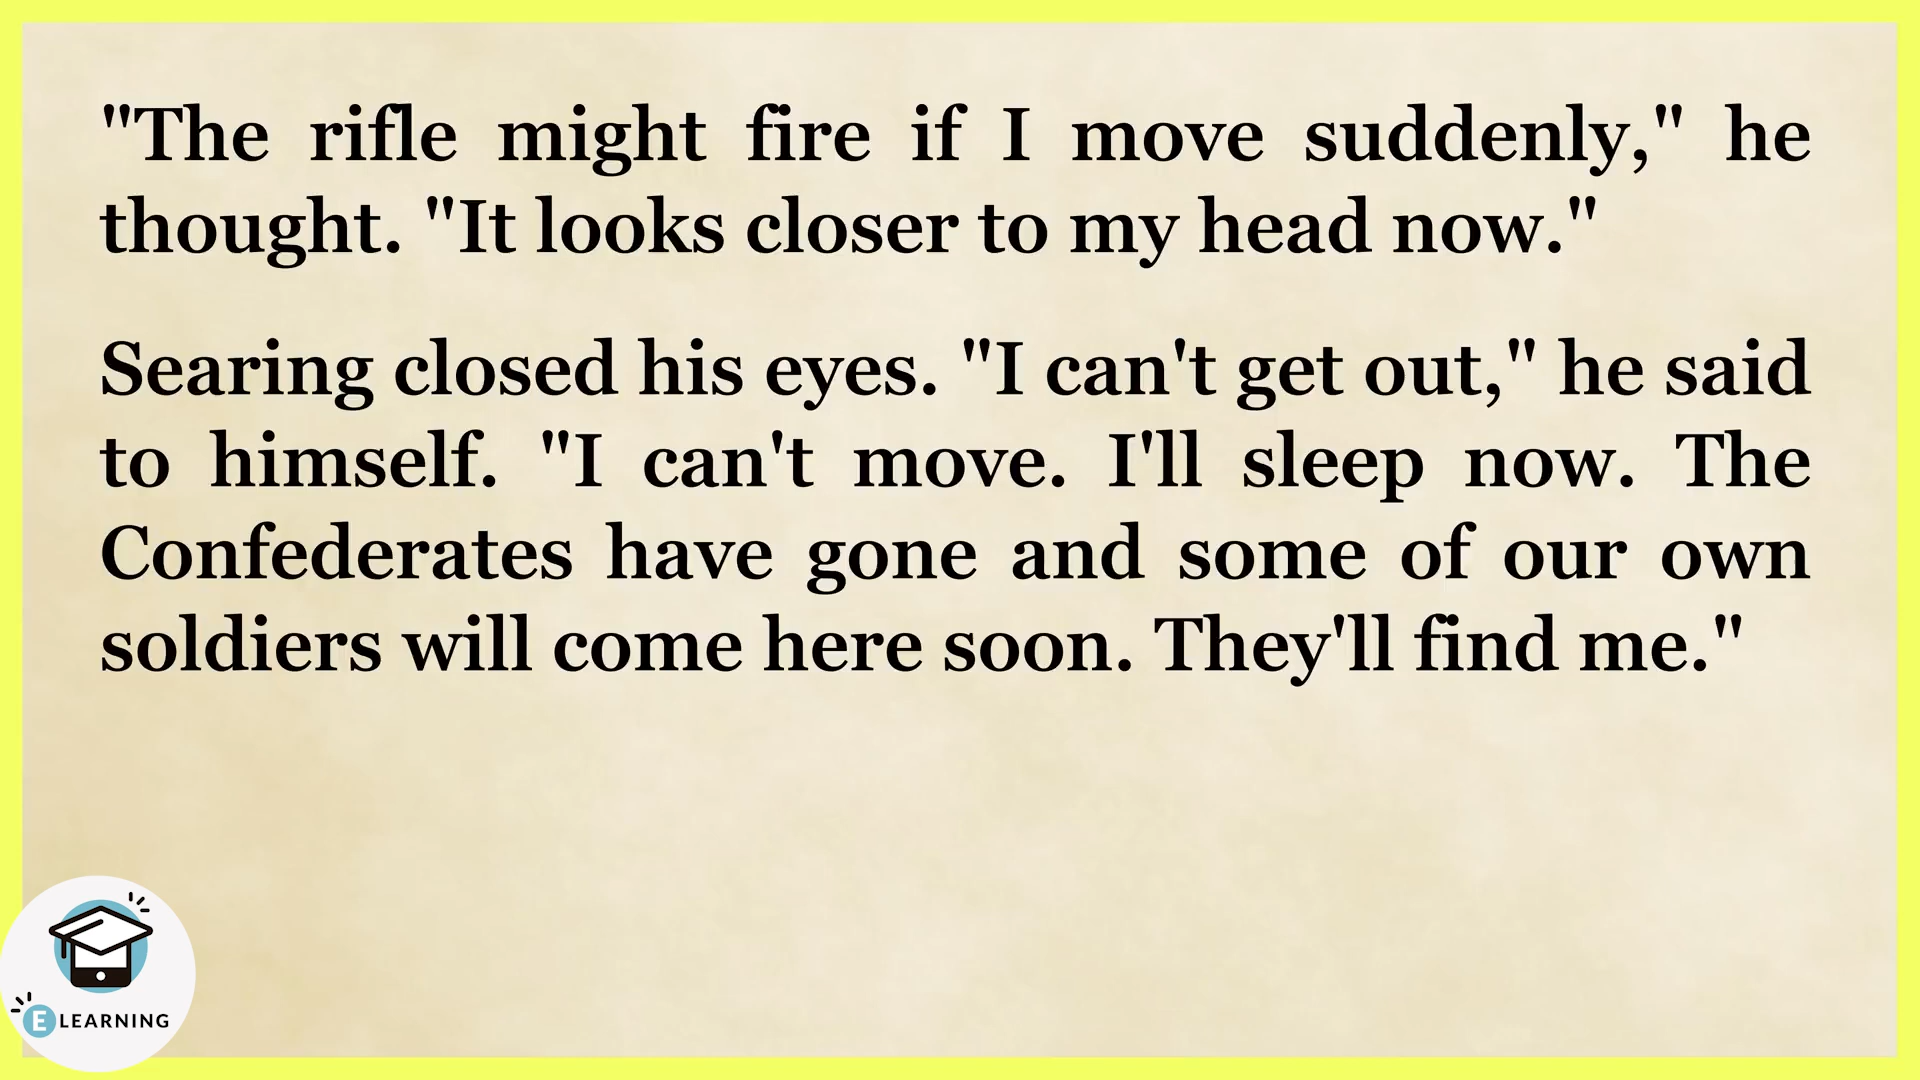 "The rifle might fire if I move suddenly," he
thought. "It looks closer to my head now."
Searing closed his eyes. "I can't get out," he said
to himself. "I can't move. I'll sleep now. The
Confederates have gone and some of our own
soldiers will come here soon. They'll find me."
E LEARNING